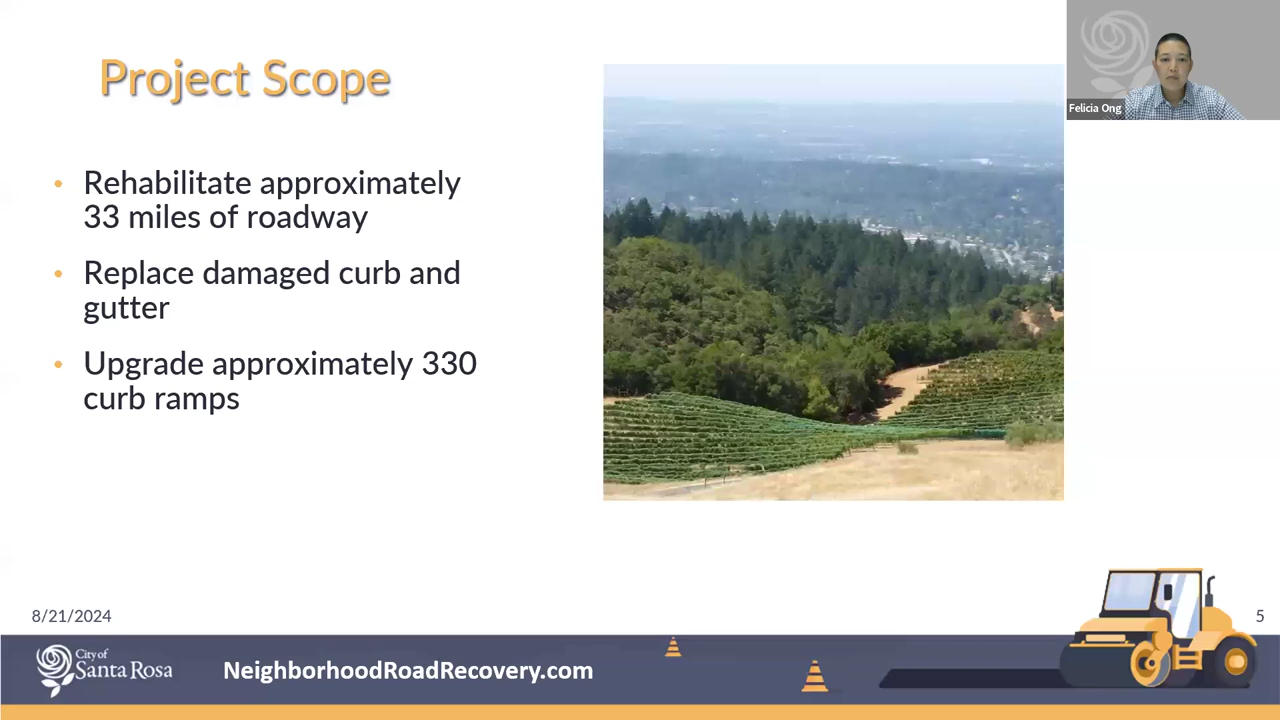 Project Scope
Felicia Ong
• Rehabilitate approximately
33 miles of roadway
• Replace damaged curb and
gutter
• Upgrade approximately 330
curb ramps
8/21/2024
5
City of
Santa Rosa
NeighborhoodRoadRecovery.com